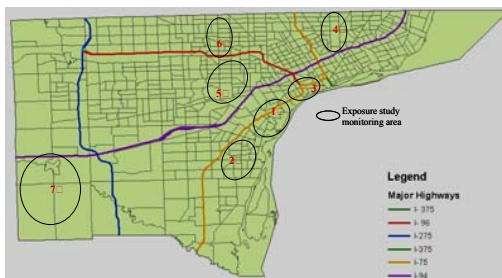 6
4
5
3
1
2
7
Exposure study
monitoring area
Legend
Major Highways
I- 375
I- 96
I-275
I-375
I-75
I-94